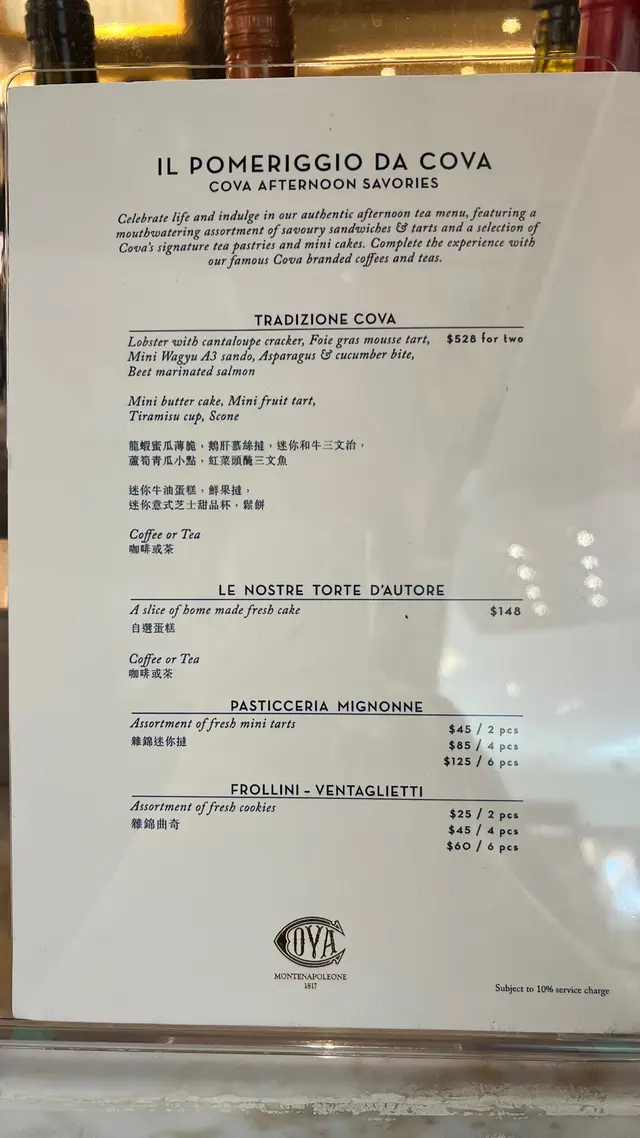 IL POMERIGGIO DA COVA
COVA AFTERNOON SAVORIES
Celebrate life and indulge in our authentic afternoon tea menu, featuring a
mouthwatering assortment of savoury sandwiches & tarts and a selection of
Cova's signature tea pastries and mini cakes. Complete the experience with
our famous Cova branded coffees and teas.
TRADIZIONE COVA
Lobster with cantaloupe cracker, Foie gras mousse tart, $528 for two
Mini Wagyu A3 sando, Asparagus & cucumber bite,
Beet marinated salmon
Mini butter cake, Mini fruit tart,
Tiramisu cup, Scone
龍蝦蜜瓜薄脆，鵝肝慕絲撻，迷你和牛三文治，
蘆筍青瓜小點，紅菜頭醃三文魚
迷你牛油蛋糕，鮮果撻，
迷你意式芝士甜品杯，鬆餅
Coffee or Tea
咖啡或茶
LE NOSTRE TORTE D'AUTORE
A slice of home made fresh cake $148
自選蛋糕
Coffee or Tea
咖啡或茶
PASTICCERIA MIGNONNE
Assortment of fresh mini tarts $45 / 2 pcs
雜錦迷你撻 $85 / 4 pcs
$125 / 6 pcs
FROLLINI - VENTAGLIETTI
Assortment of fresh cookies $25 / 2 pcs
雜錦曲奇 $45 / 4 pcs
$60 / 6 pcs
COVA
MONTENAPOLEONE
1817
Subject to 10% service charge